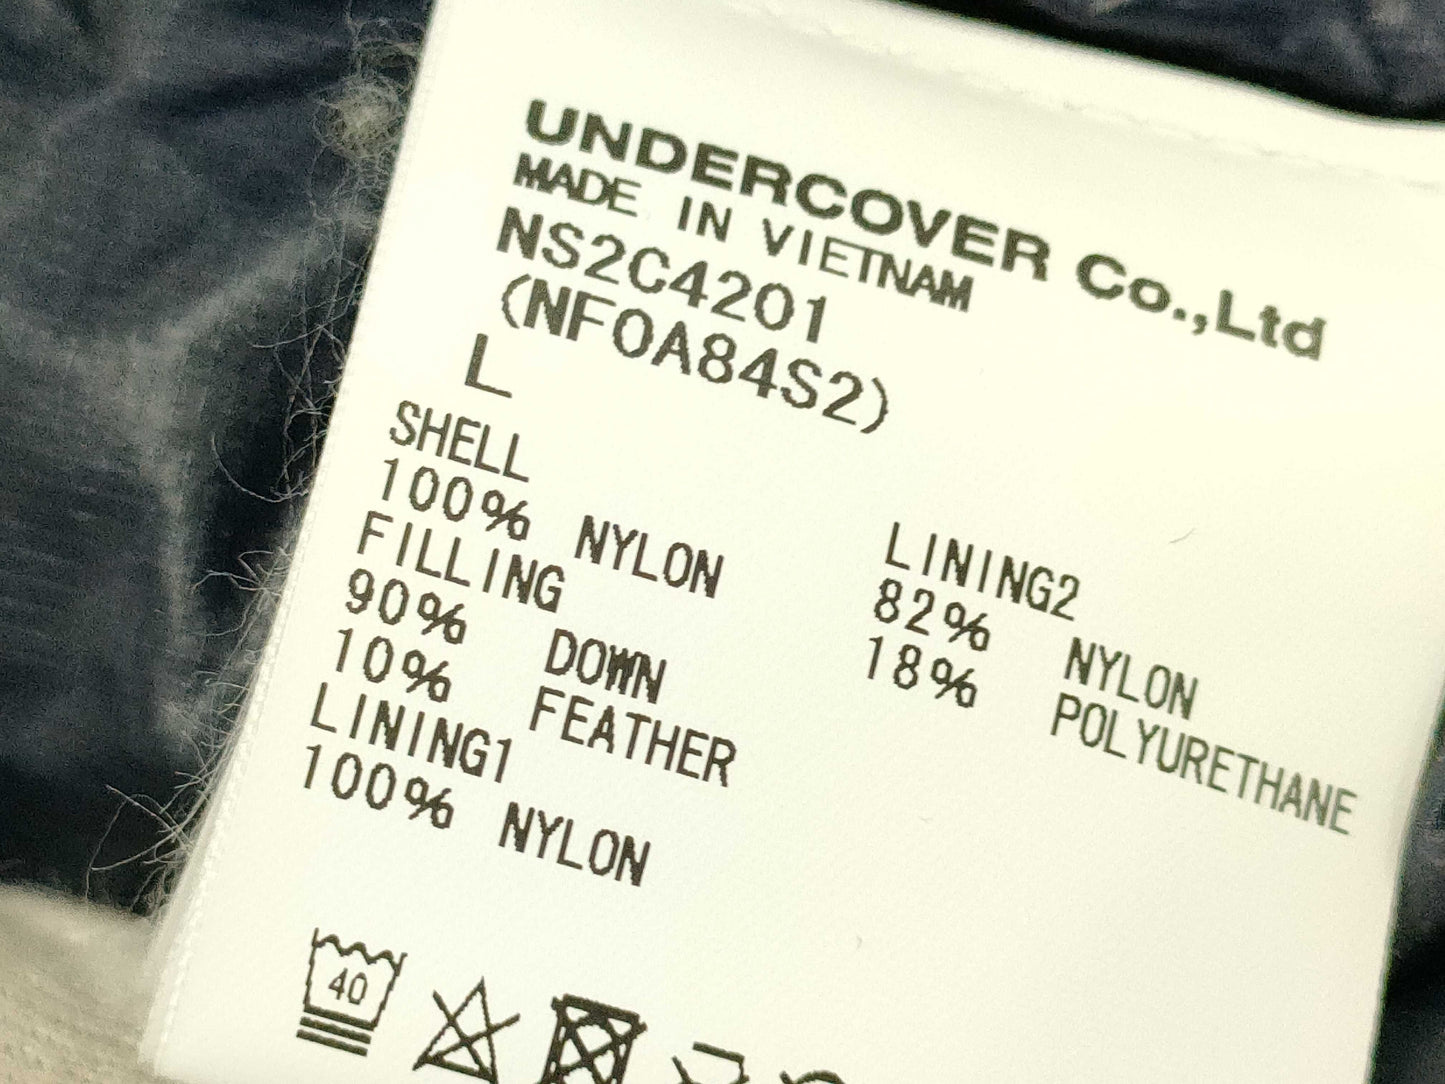 UNDERCOVER Co.,Ltd
MADE IN VIETNAM
NS2C4201
(NF0A84S2)
L
SHELL
100% NYLON
FILLING
90% DOWN
10% FEATHER
LINING1
100% NYLON
LINING2
82% NYLON
18% POLYURETHANE
40